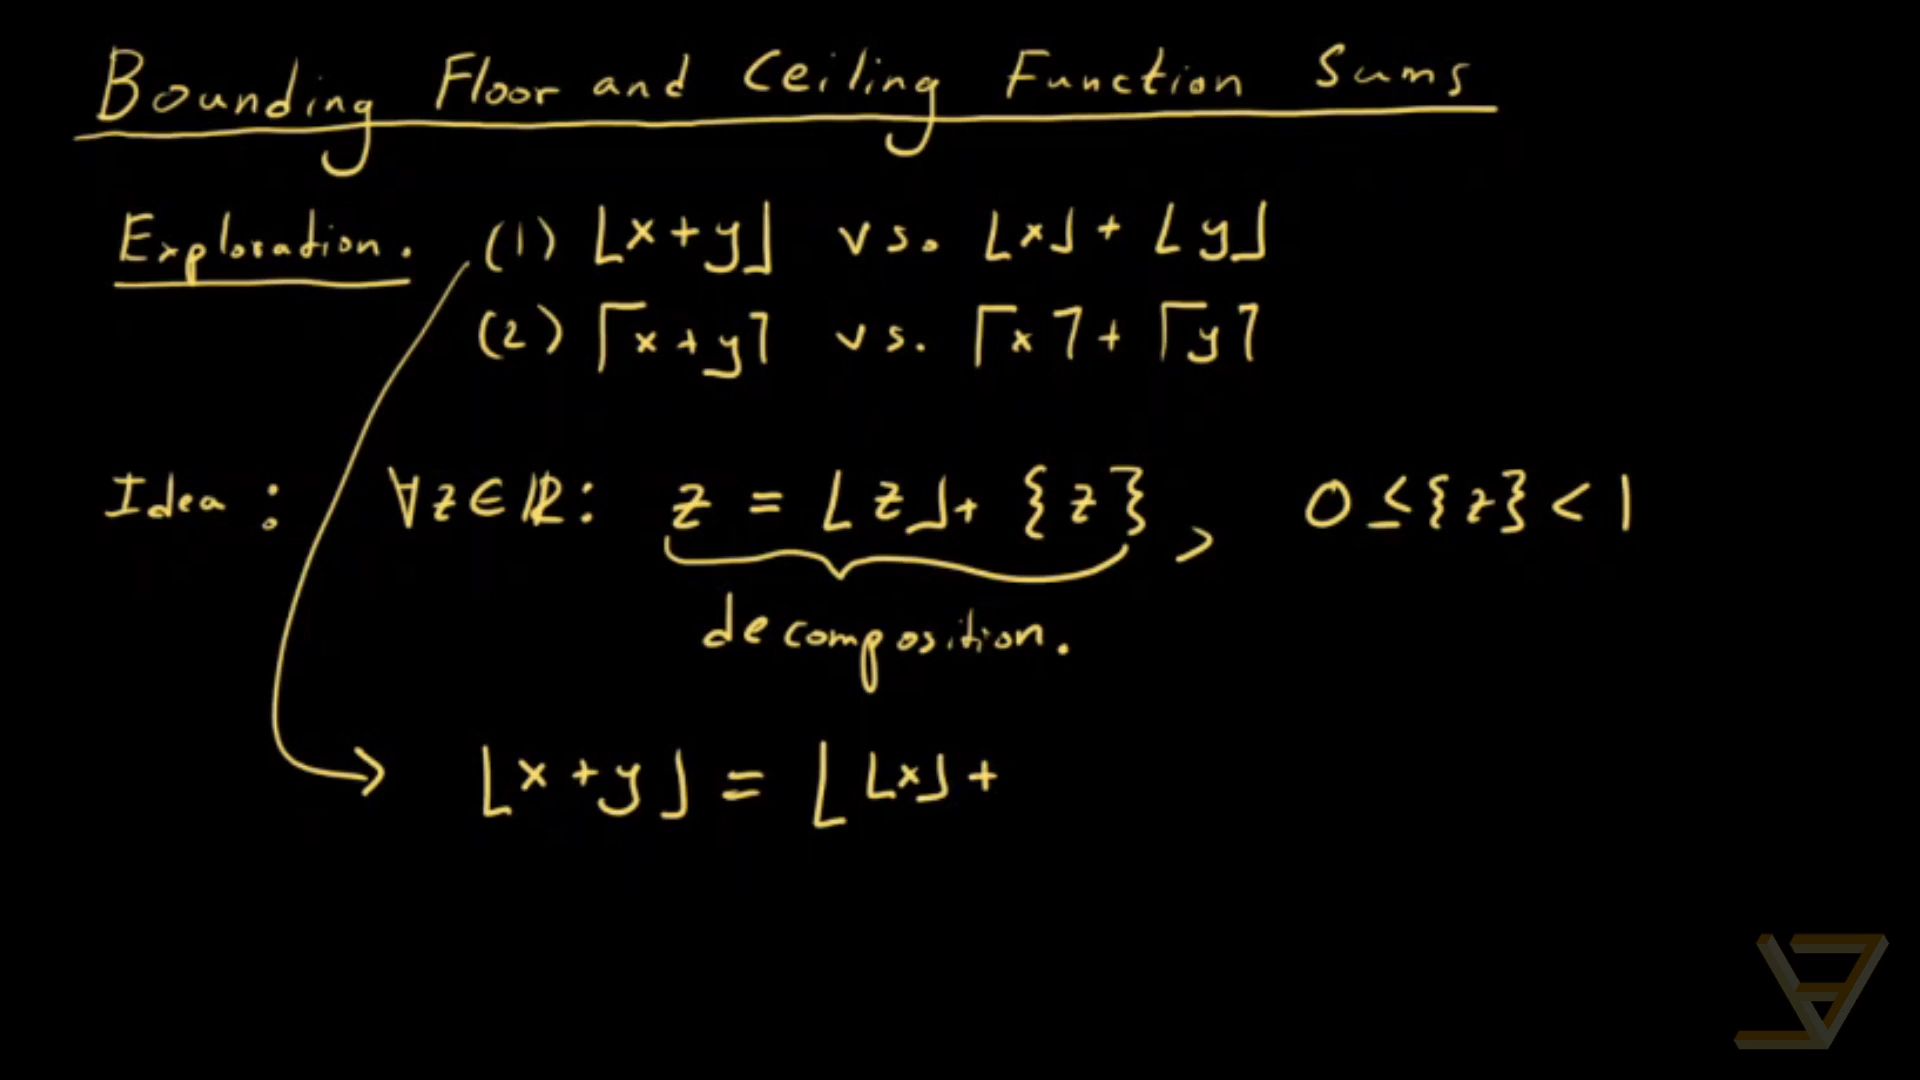 Bounding Floor and Ceiling Function Sums
Exploration. (1) ⌊x+y⌋ vs. ⌊x⌋ + ⌊y⌋
(2) ⌈x+y⌉ vs. ⌈x⌉ + ⌈y⌉
Idea: ∀z∈ℝ: z = ⌊z⌋ + {z}, 0 ≤ {z} < 1
decomposition.
⌊x+y⌋ = ⌊ ⌊x⌋ +